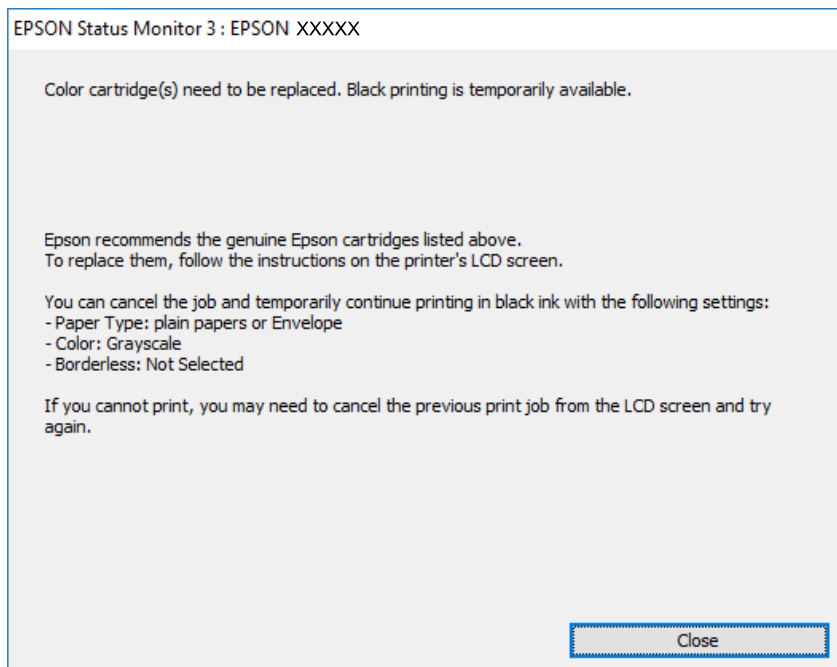 EPSON Status Monitor 3 : EPSON XXXXX
Color cartridge(s) need to be replaced. Black printing is temporarily available.
Epson recommends the genuine Epson cartridges listed above.
To replace them, follow the instructions on the printer's LCD screen.
You can cancel the job and temporarily continue printing in black ink with the following settings:
- Paper Type: plain papers or Envelope
- Color: Grayscale
- Borderless: Not Selected
If you cannot print, you may need to cancel the previous print job from the LCD screen and try
again.
Close